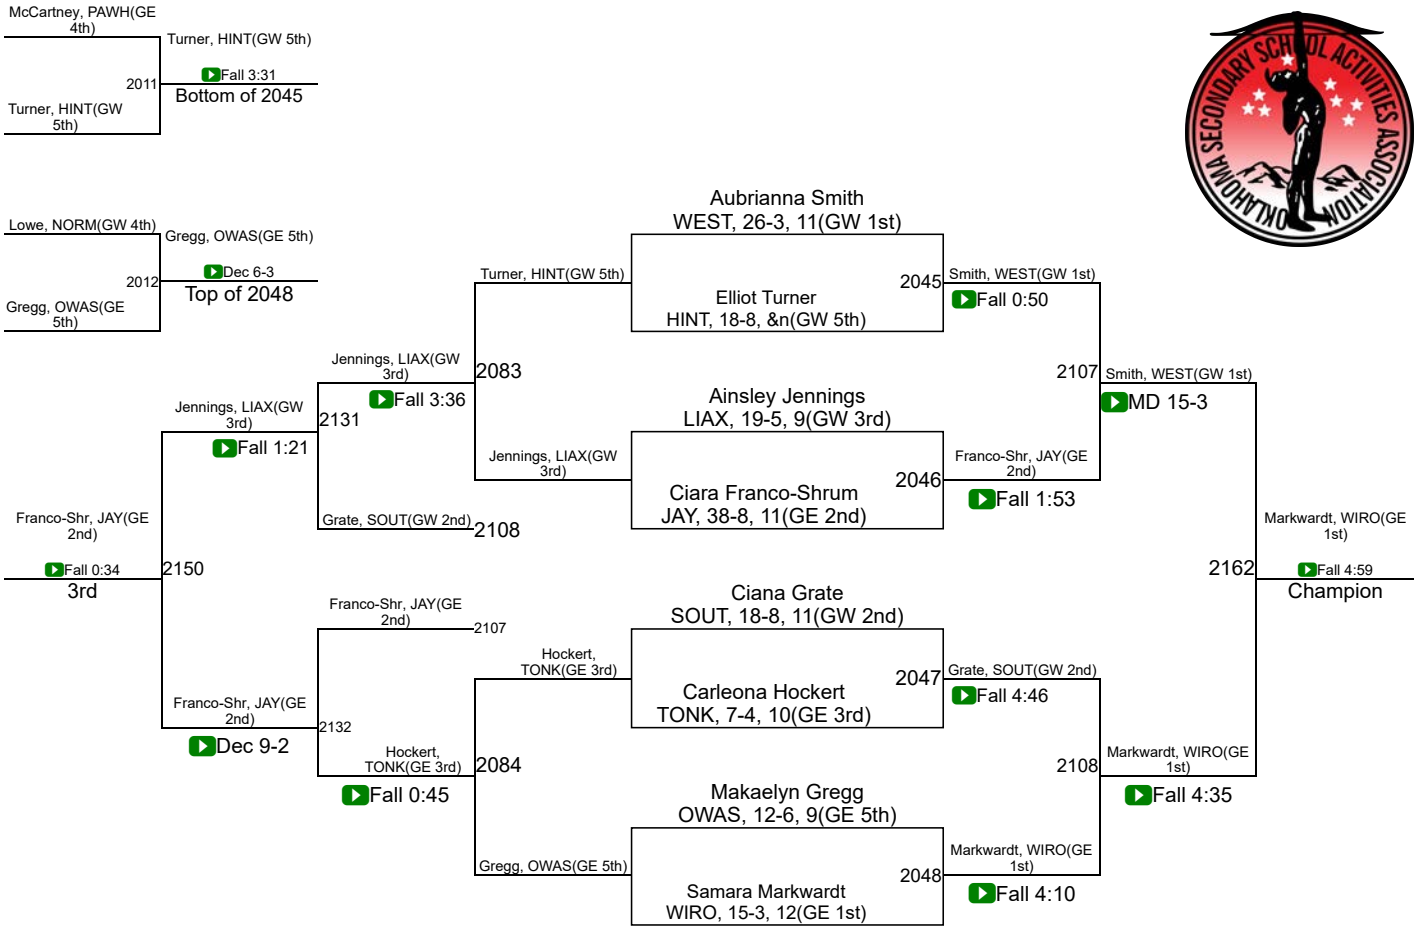 McCartney, PAWH(GE
4th)
Turner, HINT(GW 5th)
2011
Fall 3:31
Bottom of 2045
Turner, HINT(GW
5th)
OKLAHOMA SECONDARY SCHOOL ACTIVITIES ASSOCIATION
Lowe, NORM(GW 4th)
Gregg, OWAS(GE 5th)
2012
Dec 6-3
Top of 2048
Gregg, OWAS(GE
5th)
Aubrianna Smith
WEST, 26-3, 11(GW 1st)
Turner, HINT(GW 5th)
2045
Smith, WEST(GW 1st)
Elliot Turner
HINT, 18-8, &n(GW 5th)
Fall 0:50
Jennings, LIAX(GW
3rd)
2083
2107
Smith, WEST(GW 1st)
Fall 3:36
MD 15-3
Ainsley Jennings
LIAX, 19-5, 9(GW 3rd)
Jennings, LIAX(GW
3rd)
2131
Fall 1:21
Jennings, LIAX(GW
3rd)
2046
Franco-Shr, JAY(GE
2nd)
Ciara Franco-Shrum
JAY, 38-8, 11(GE 2nd)
Fall 1:53
Franco-Shr, JAY(GE
2nd)
Grate, SOUT(GW 2nd)
2108
Markwardt, WIRO(GE
1st)
Fall 0:34
3rd
2150
2162
Fall 4:59
Champion
Ciana Grate
SOUT, 18-8, 11(GW 2nd)
Franco-Shr, JAY(GE
2nd)
2107
Hockert,
TONK(GE 3rd)
2047
Grate, SOUT(GW 2nd)
Carleona Hockert
TONK, 7-4, 10(GE 3rd)
Fall 4:46
Franco-Shr, JAY(GE
2nd)
2132
Dec 9-2
Hockert,
TONK(GE 3rd)
2084
2108
Markwardt, WIRO(GE
1st)
Fall 0:45
Fall 4:35
Makaelyn Gregg
OWAS, 12-6, 9(GE 5th)
Gregg, OWAS(GE 5th)
2048
Markwardt, WIRO(GE
1st)
Samara Markwardt
WIRO, 15-3, 12(GE 1st)
Fall 4:10